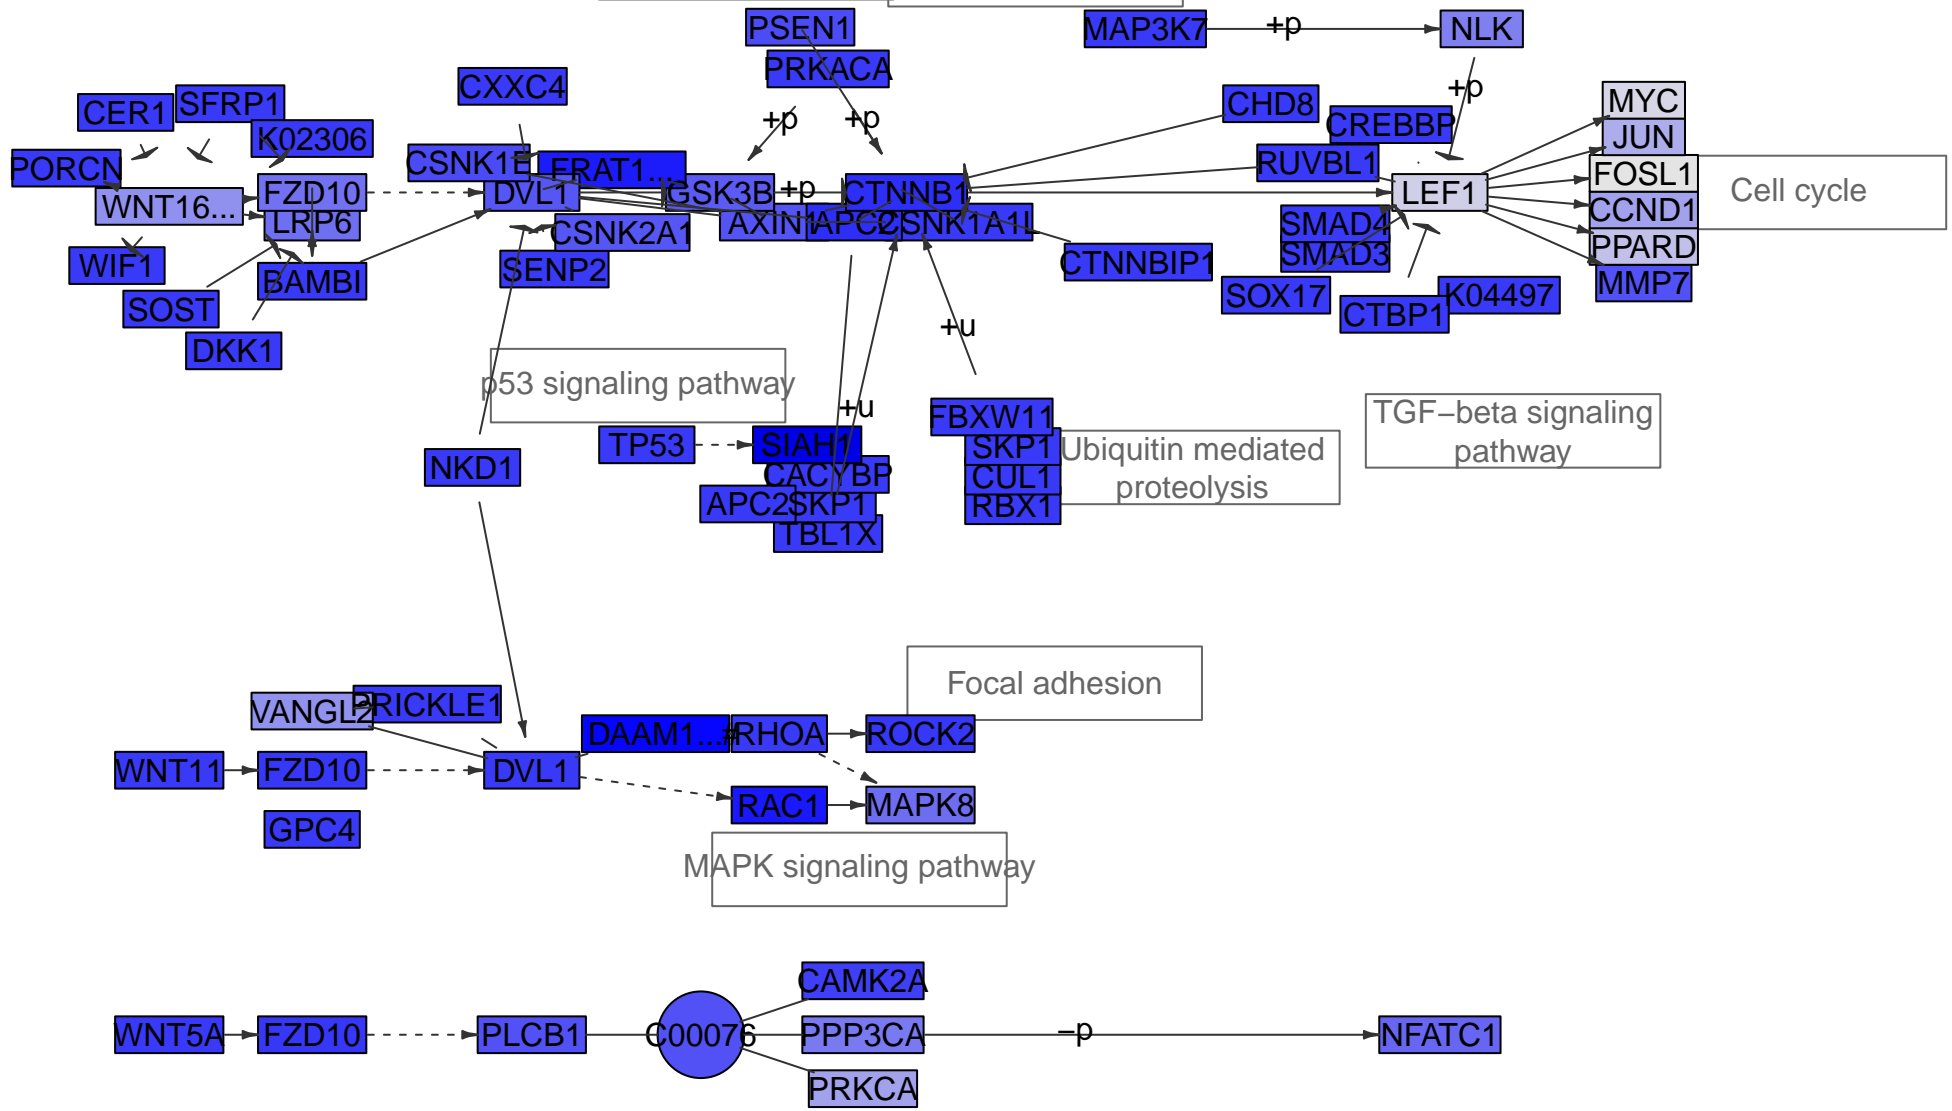 PSEN1
MAP3K7
+p
NLK
PRKACA
CXXC4
+p
CER1
SFRP1
CHD8
MYC
+p
+p
CREBBP
K02306
JUN
PORCN
CSNK1E
FRAT1...
RUVBL1
FOSL1
Cell cycle
WNT16...
FZD10
DVL1
GSK3B
+p
CTNNB1
LEF1
CCND1
LRP6
CSNK2A1
AXIN1
APC2
CSNK1A1L
SMAD4
PPARD
WIF1
BAMBI
SENP2
CTNNBIP1
SMAD3
MMP7
SOST
SOX17
K04497
CTBP1
DKK1
+u
p53 signaling pathway
+u
FBXW11
TGF−beta signaling
pathway
TP53
SIAH1
SKP1
Ubiquitin mediated
proteolysis
NKD1
CACYBP
CUL1
APC2
SKP1
RBX1
TBL1X
Focal adhesion
VANGL2
PRICKLE1
DAAM1...
RHOA
ROCK2
WNT11
FZD10
DVL1
RAC1
MAPK8
GPC4
MAPK signaling pathway
CAMK2A
WNT5A
FZD10
PLCB1
C00076
PPP3CA
−p
NFATC1
PRKCA